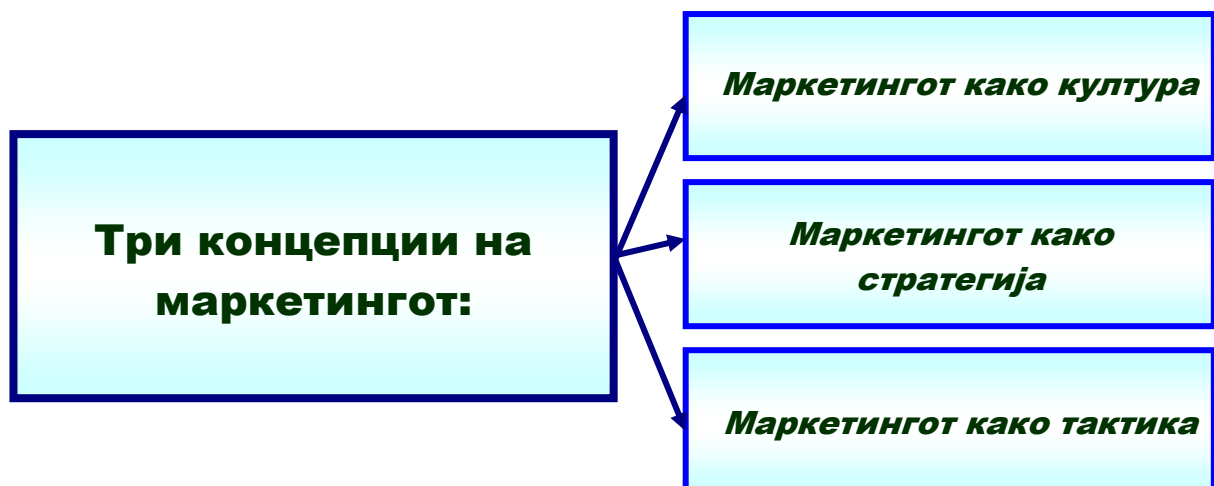 Три концепции на
маркетингот:
Маркетингот како култура
Маркетингот како
стратегија
Маркетингот како тактика